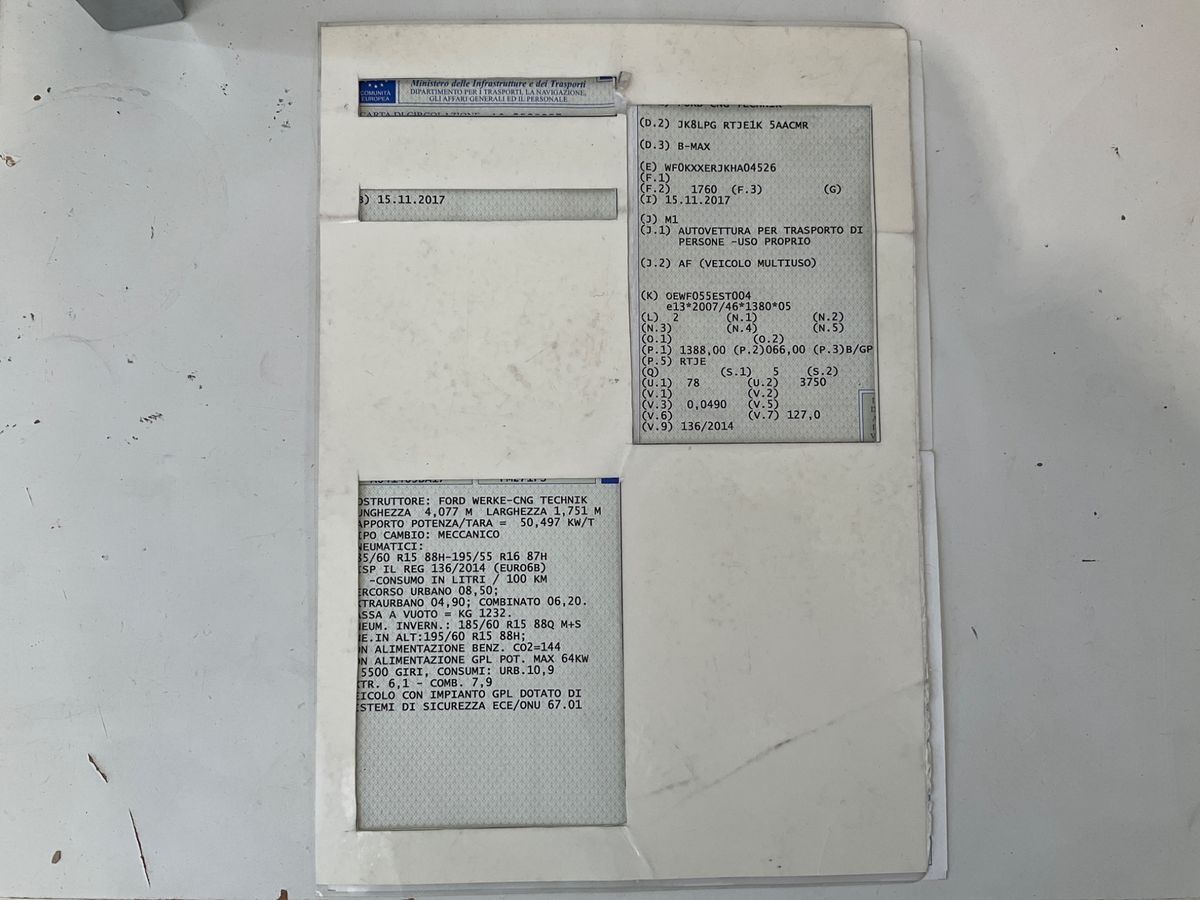 COMUNITÀ
EUROPEA
Ministero delle Infrastrutture e dei Trasporti
DIPARTIMENTO PER I TRASPORTI, LA NAVIGAZIONE,
GLI AFFARI GENERALI ED IL PERSONALE
CARTA DI CIRCOLAZIONE
B) 15.11.2017
FORD CNG TECHNIK
(D.2) JK8LPG RTJE1K 5AACMR
(D.3) B-MAX
(E) WF0KXXERJKHA04526
(F.1)
(F.2) 1760 (F.3) (G)
(I) 15.11.2017
(J) M1
(J.1) AUTOVETTURA PER TRASPORTO DI
PERSONE -USO PROPRIO
(J.2) AF (VEICOLO MULTIUSO)
(K) OEWF055EST004
e13*2007/46*1380*05
(L) 2 (N.1) (N.2)
(N.3) (N.4) (N.5)
(O.1) (O.2)
(P.1) 1388,00 (P.2)066,00 (P.3)B/GP
(P.5) RTJE
(Q) (S.1) 5 (S.2)
(U.1) 78 (U.2) 3750
(V.1) (V.2)
(V.3) 0,0490 (V.5)
(V.6) (V.7) 127,0
(V.9) 136/2014
OSTRUTTORE: FORD WERKE-CNG TECHNIK
UNGHEZZA 4,077 M LARGHEZZA 1,751 M
APPORTO POTENZA/TARA = 50,497 KW/T
IPO CAMBIO: MECCANICO
NEUMATICI:
85/60 R15 88H-195/55 R16 87H
ISP IL REG 136/2014 (EURO6B)
-CONSUMO IN LITRI / 100 KM
ERCORSO URBANO 08,50;
XTRAURBANO 04,90; COMBINATO 06,20.
ASSA A VUOTO = KG 1232.
NEUM. INVERN.: 185/60 R15 88Q M+S
NE.IN ALT:195/60 R15 88H;
ON ALIMENTAZIONE BENZ. CO2=144
ON ALIMENTAZIONE GPL POT. MAX 64KW
5500 GIRI, CONSUMI: URB.10,9
XTR. 6,1 - COMB. 7,9
EICOLO CON IMPIANTO GPL DOTATO DI
ISTEMI DI SICUREZZA ECE/ONU 67.01